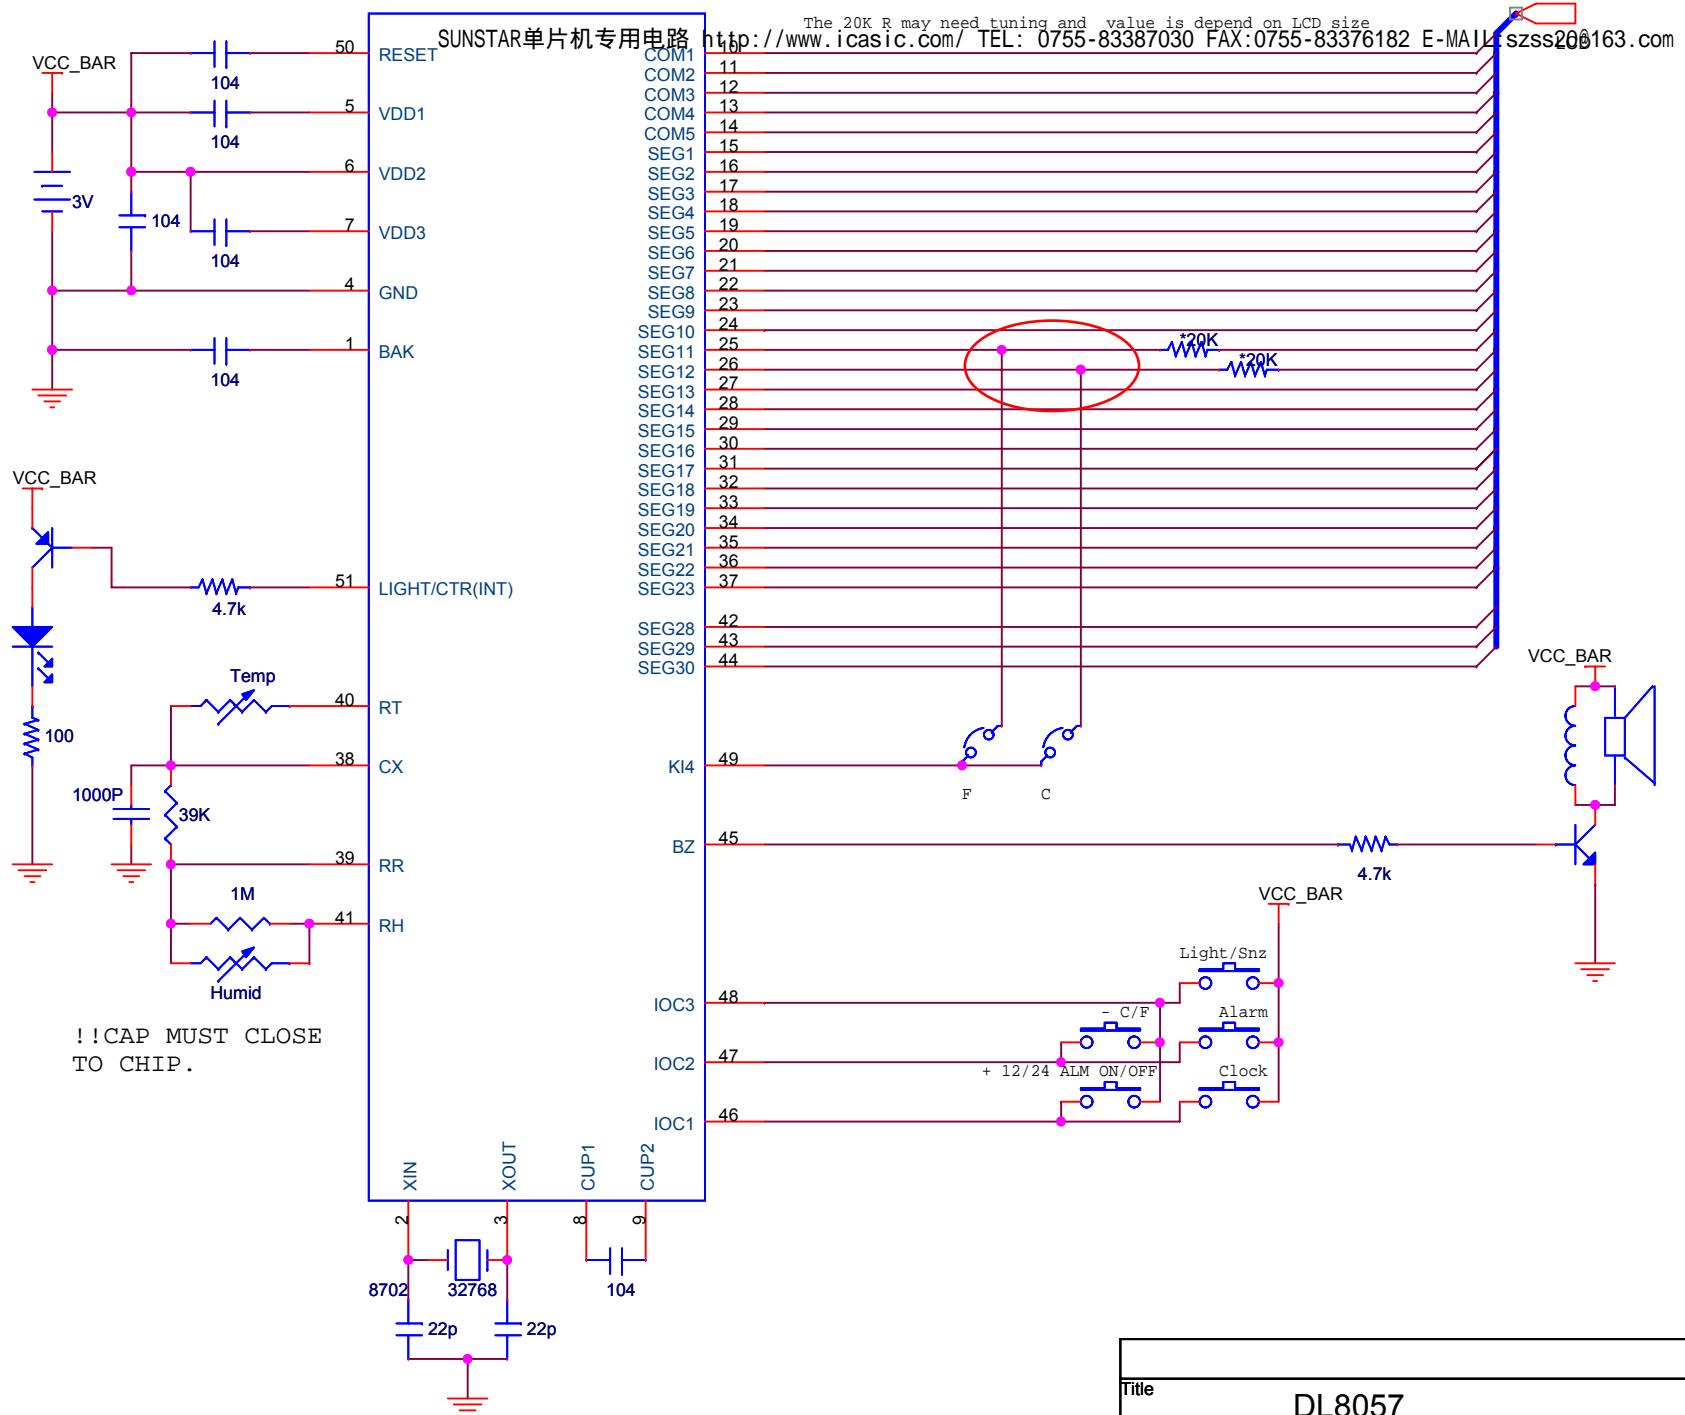 The 20K R may need tuning and value is depend on LCD size
SUNSTAR单片机专用电路 http://www.icasic.com/ TEL: 0755-83387030 FAX:0755-83376182 E-MAIL:szss20@163.com
LCD
VCC_BAR
104
50
RESET
104
5
VDD1
6
VDD2
3V
104
104
7
VDD3
4
GND
104
1
BAK
COM1
10
COM2
11
COM3
12
COM4
13
COM5
14
SEG1
15
SEG2
16
SEG3
17
SEG4
18
SEG5
19
SEG6
20
SEG7
21
SEG8
22
SEG9
23
SEG10
24
SEG11
25
*20K
SEG12
26
*20K
SEG13
27
SEG14
28
SEG15
29
SEG16
30
SEG17
31
SEG18
32
SEG19
33
SEG20
34
SEG21
35
SEG22
36
SEG23
37
SEG28
42
SEG29
43
SEG30
44
VCC_BAR
4.7k
51
LIGHT/CTR(INT)
100
Temp
40
RT
38
CX
1000P
39K
39
RR
1M
41
RH
Humid
!!CAP MUST CLOSE
TO CHIP.
KI4
49
F
C
BZ
45
4.7k
VCC_BAR
VCC_BAR
Light/Snz
IOC3
48
- C/F
Alarm
IOC2
47
+ 12/24 ALM ON/OFF
Clock
IOC1
46
XIN
XOUT
CUP1
CUP2
2
3
8
9
8702
32768
104
22p
22p
Title
DL8057